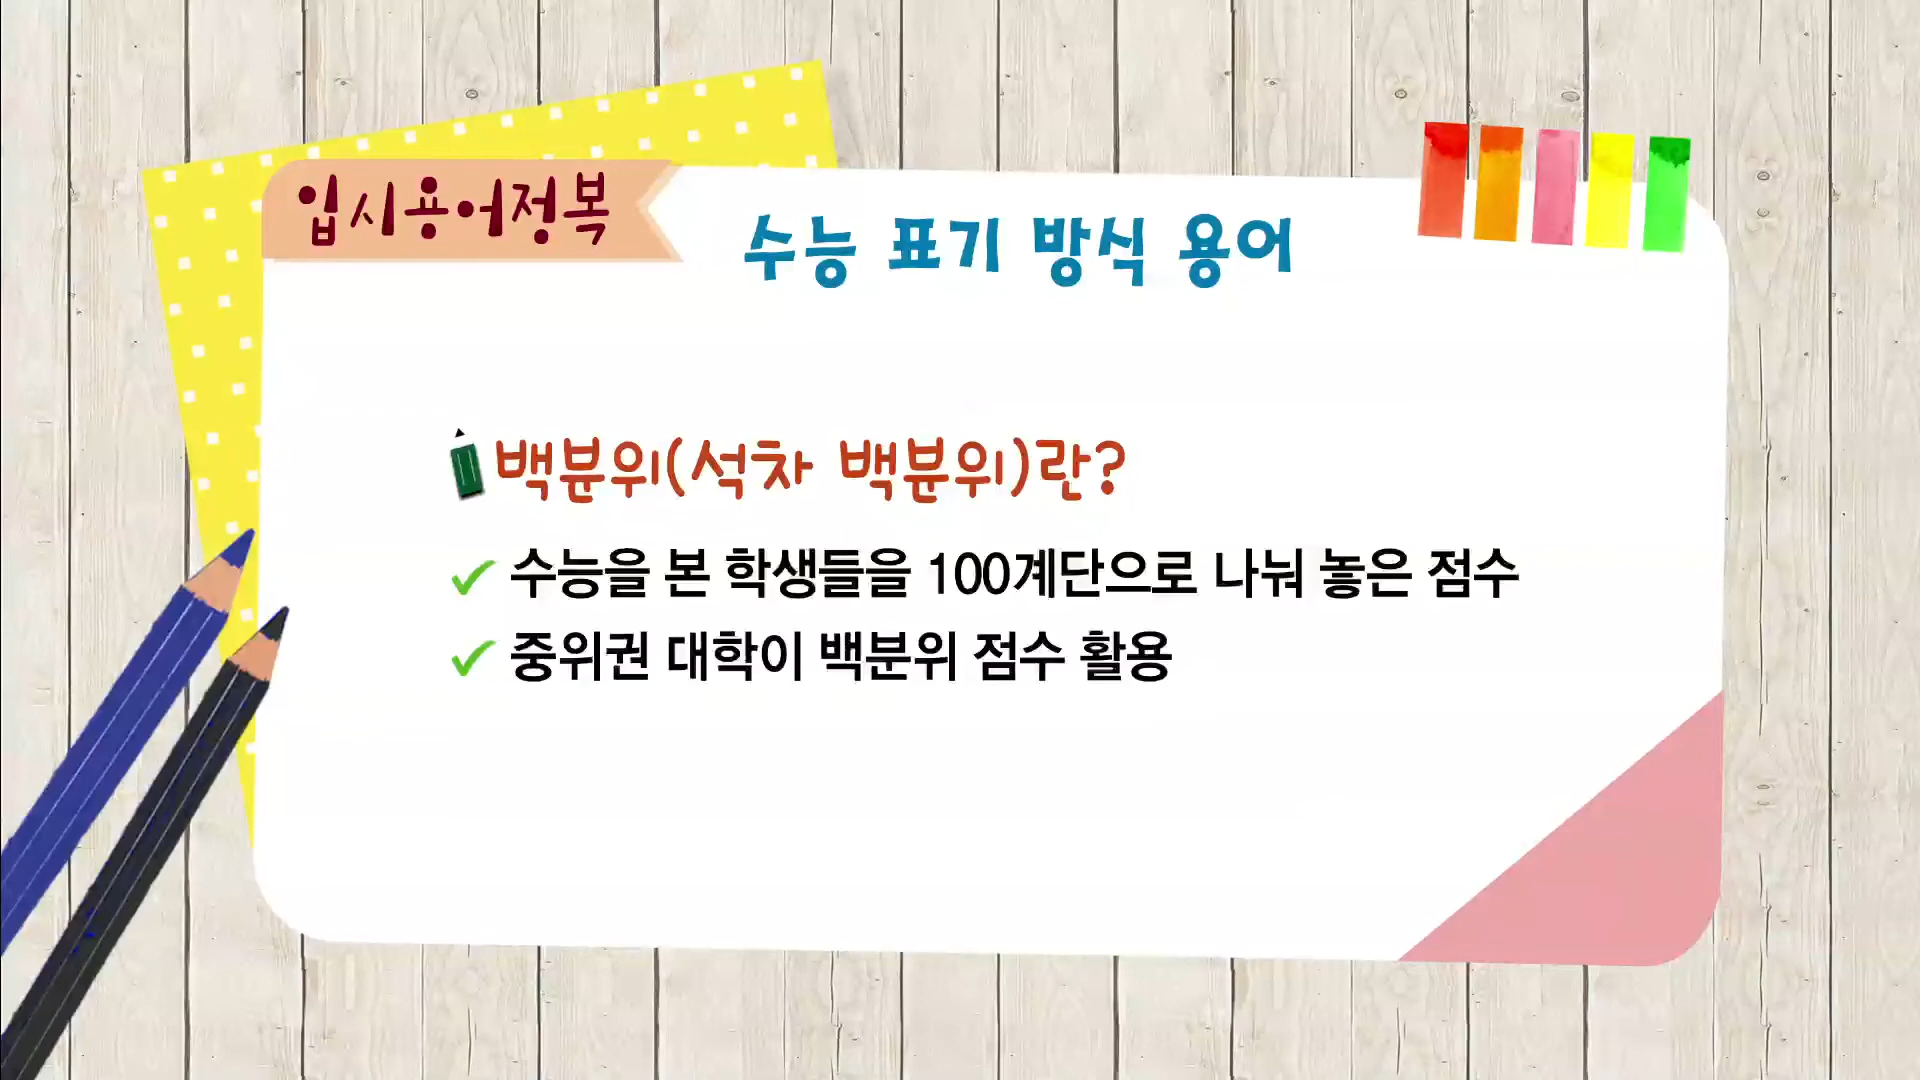 입시용어정복
수능 표기 방식 용어
백분위(석차 백분위)란?
수능을 본 학생들을 100계단으로 나눠 놓은 점수
중위권 대학이 백분위 점수 활용